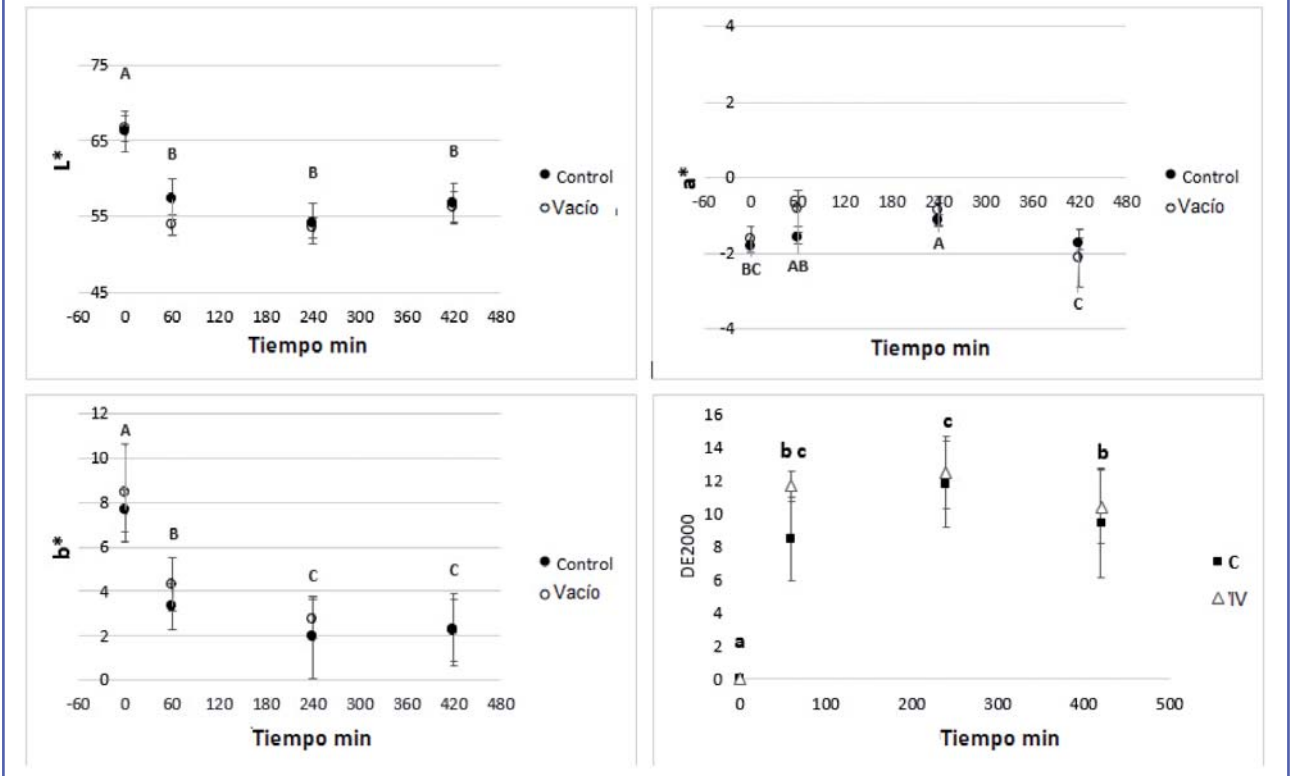 75
A
65
B
B
B
L*
Control
Vacío
55
45
-60 0 60 120 180 240 300 360 420 480
Tiempo min
4
2
0
a*
-60 0 60 120 180 240 300 360 420 480
Control
Vacío
-2
BC AB A
C
-4
Tiempo min
12
A
10
8
B
6
b*
C C
Control
Vacío
4
2
0
-60 0 60 120 180 240 300 360 420 480
Tiempo min
16
c
14
b c b
12
10
DE2000
8
C
6
TV
4
2
a
0
0 100 200 300 400 500
Tiempo min